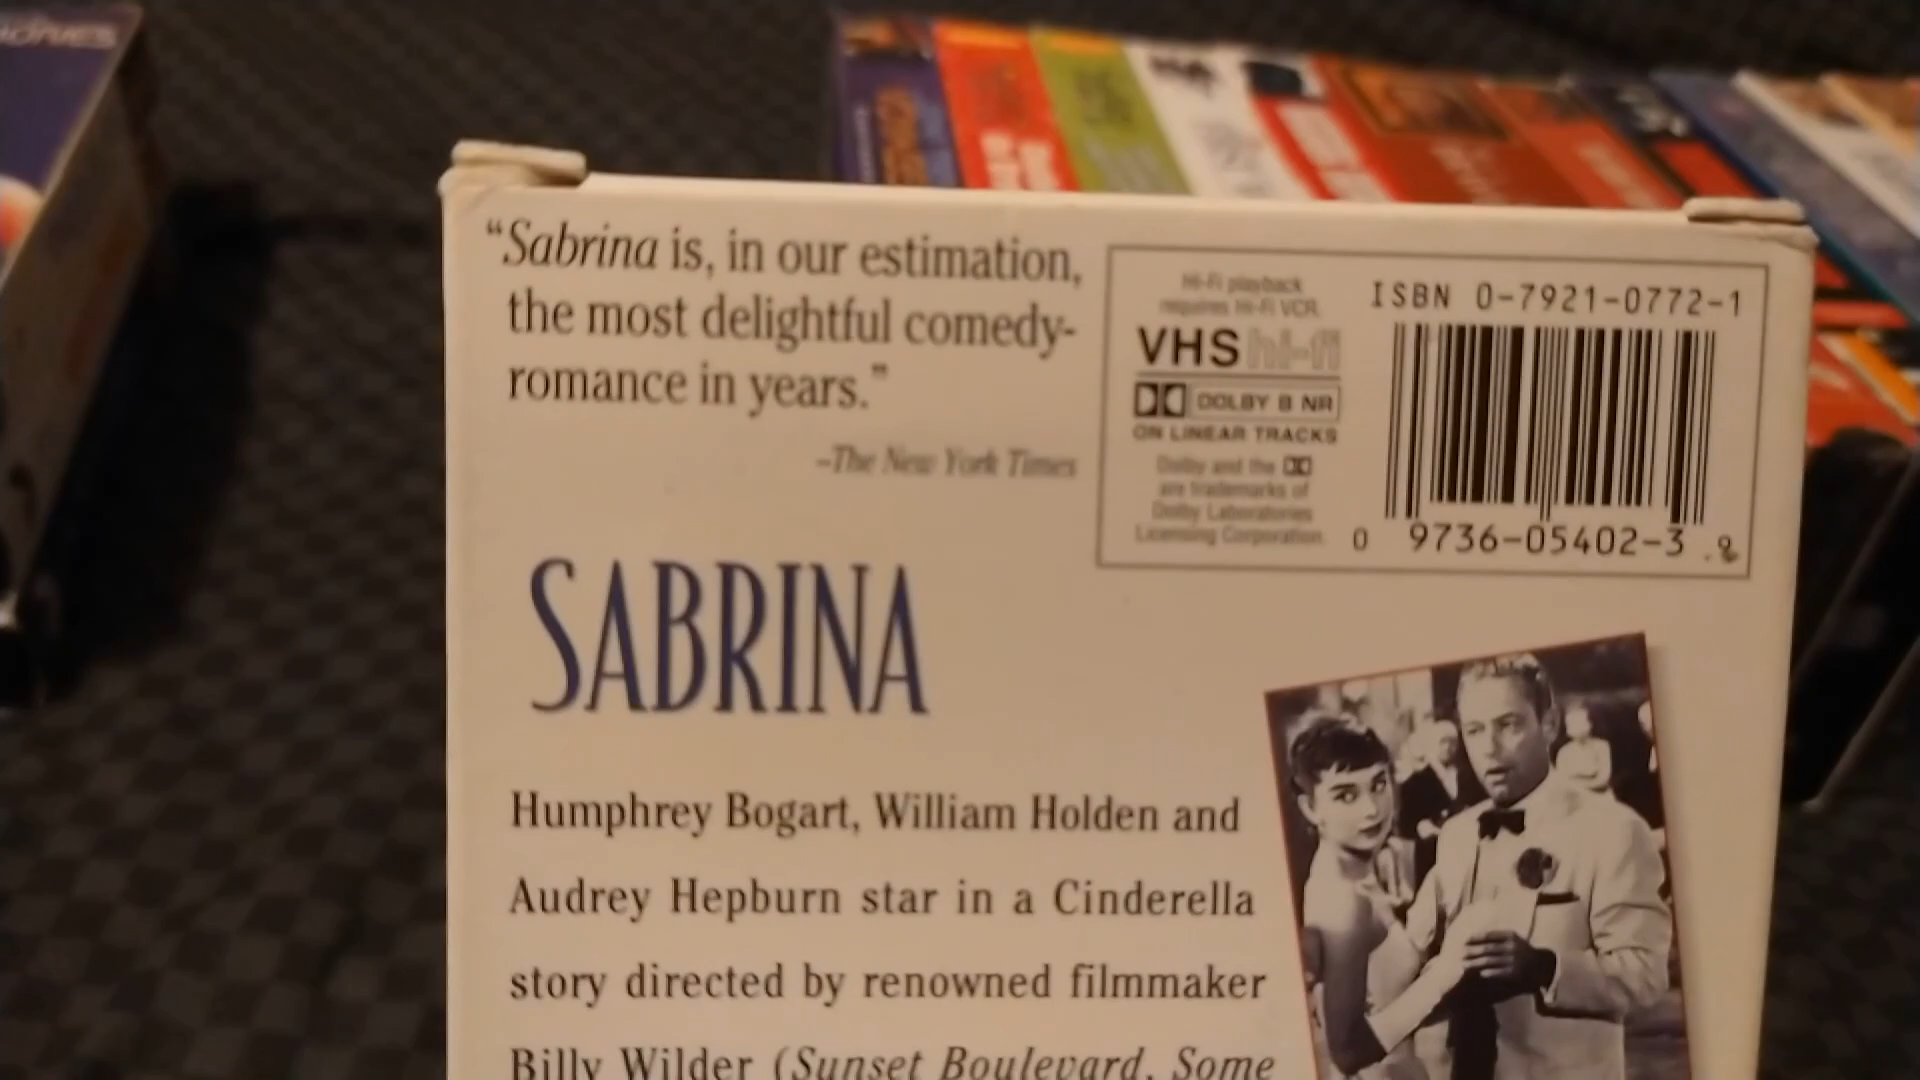 “Sabrina is, in our estimation,
the most delightful comedy-
romance in years.”
–The New York Times
Hi-Fi playback
requires Hi-Fi VCR.
VHS hi-fi
DOLBY B NR
ON LINEAR TRACKS
Dolby and the
are trademarks of
Dolby Laboratories
Licensing Corporation.
ISBN 0-7921-0772-1
0 9736-05402-3
SABRINA
Humphrey Bogart, William Holden and
Audrey Hepburn star in a Cinderella
story directed by renowned filmmaker
Billy Wilder (Sunset Boulevard, Some